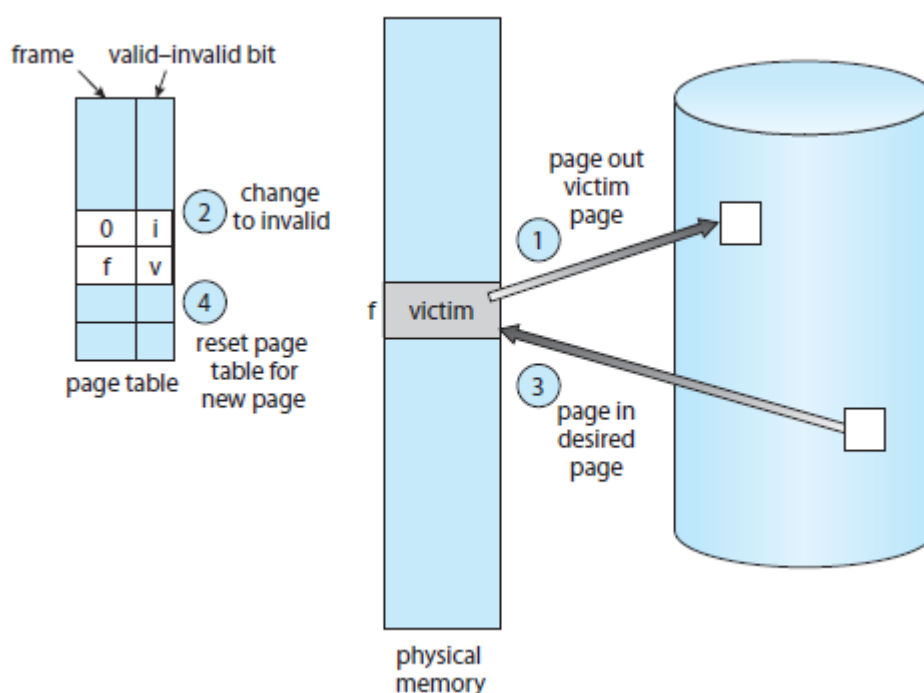 frame
valid–invalid bit
0
i
f
v
2
change
to invalid
4
reset page
table for
new page
page table
f
victim
physical
memory
1
page out
victim
page
3
page in
desired
page